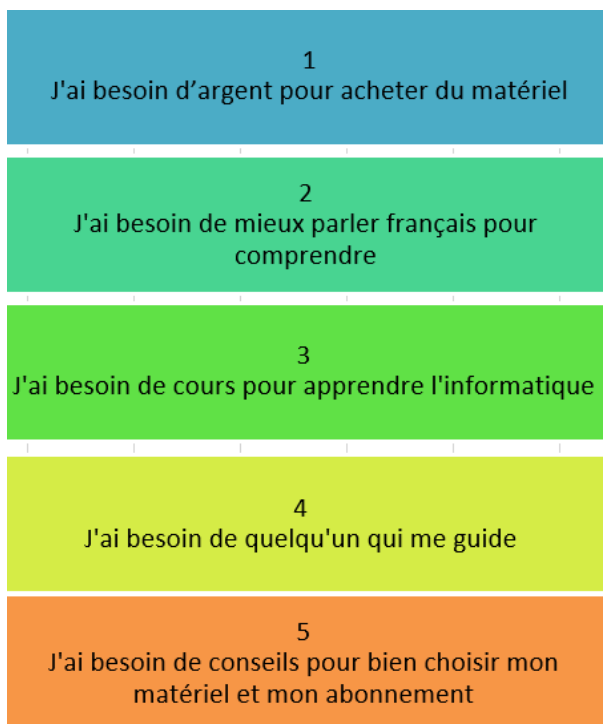 1
J'ai besoin d’argent pour acheter du matériel
2
J'ai besoin de mieux parler français pour
comprendre
3
J'ai besoin de cours pour apprendre l'informatique
4
J'ai besoin de quelqu'un qui me guide
5
J'ai besoin de conseils pour bien choisir mon
matériel et mon abonnement